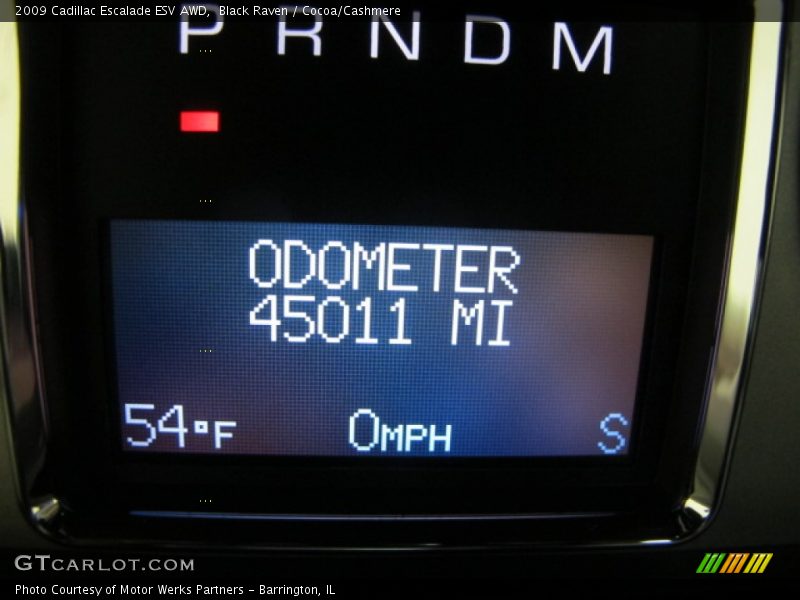 2009 Cadillac Escalade ESV AWD, Black Raven / Cocoa/Cashmere
P R N D M
...
...
ODOMETER
45011 MI
...
54°F 0MPH S
...
GTCARLOT.COM
Photo Courtesy of Motor Werks Partners - Barrington, IL